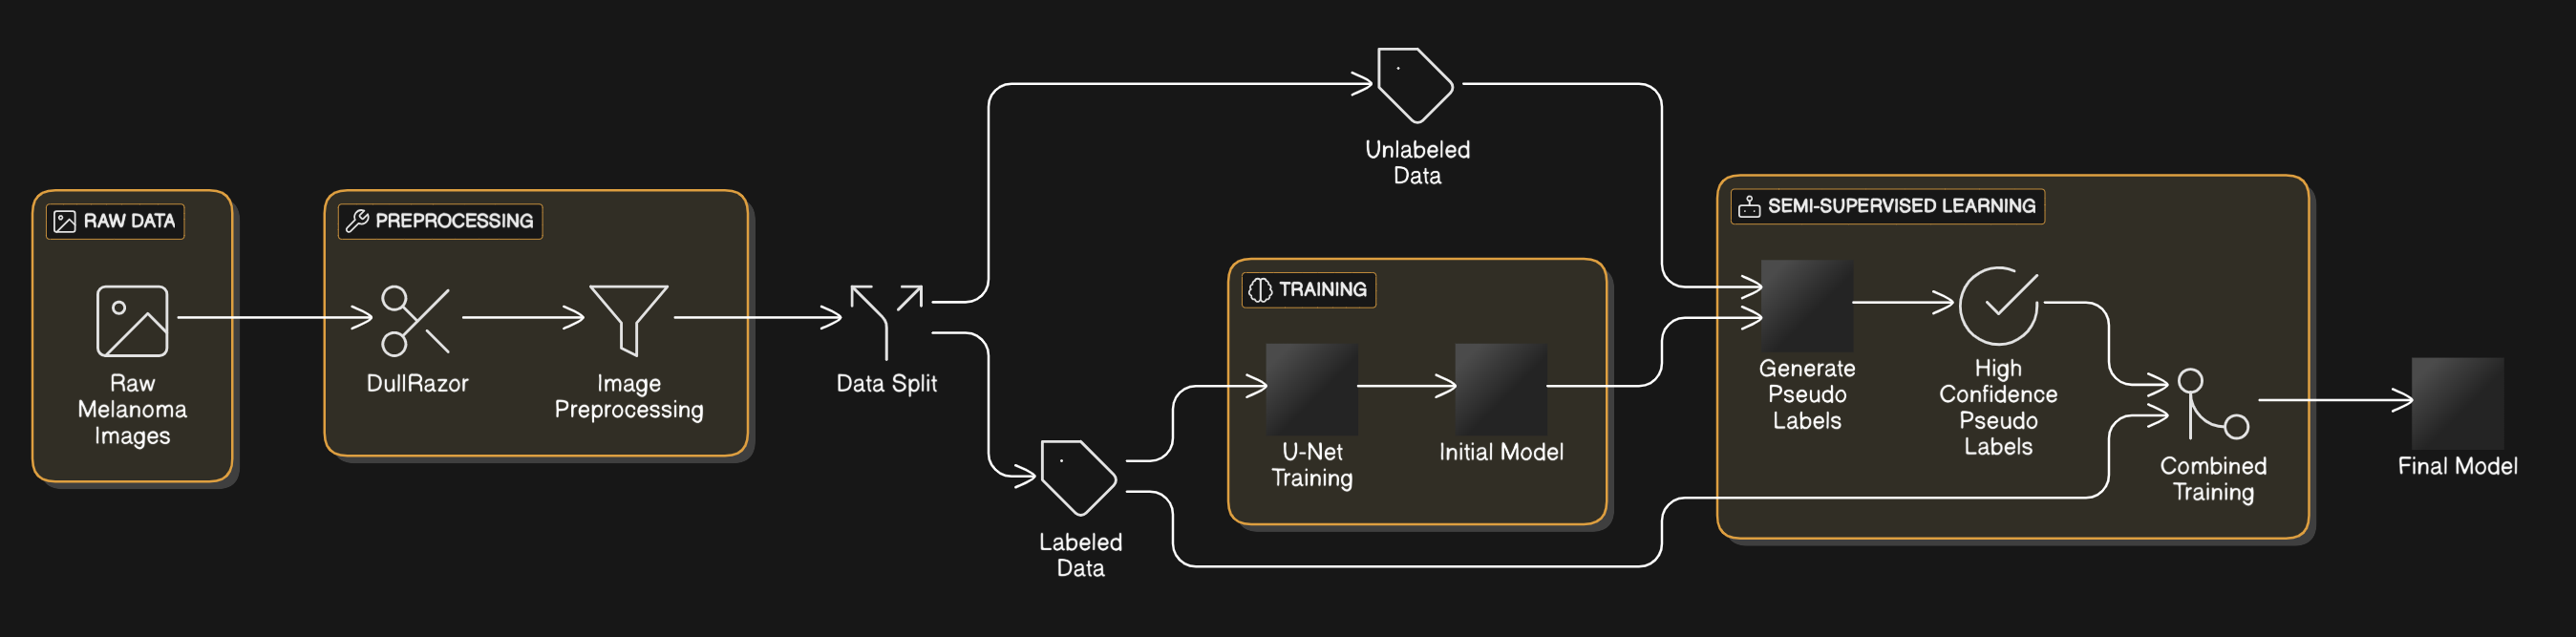 RAW DATA
Raw
Melanoma
Images
PREPROCESSING
DullRazor
Image
Preprocessing
Data Split
Unlabeled
Data
Labeled
Data
TRAINING
U-Net
Training
Initial Model
SEMI-SUPERVISED LEARNING
Generate
Pseudo
Labels
High
Confidence
Pseudo
Labels
Combined
Training
Final Model